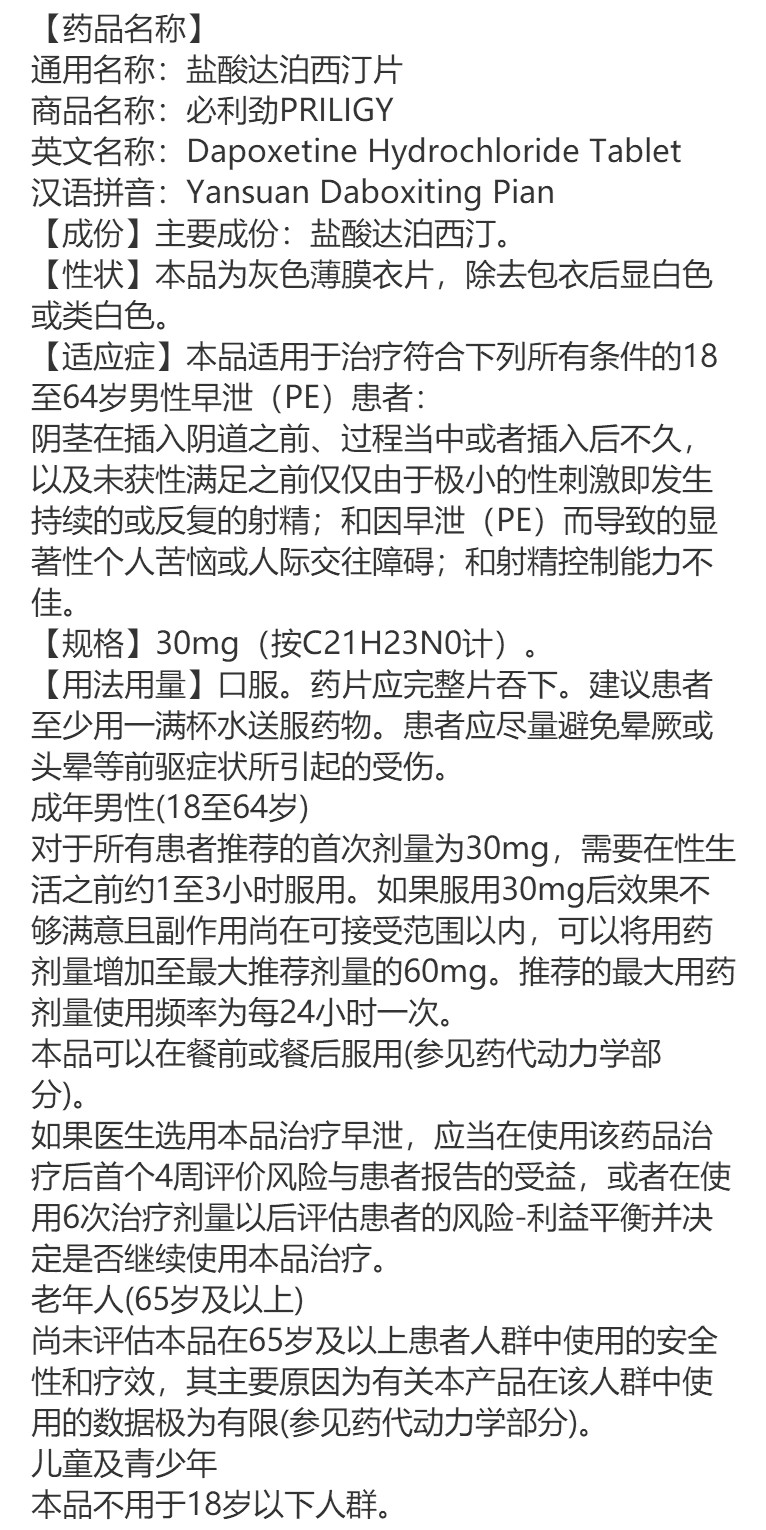 【药品名称】
通用名称：盐酸达泊西汀片
商品名称：必利劲PRILIGY
英文名称：Dapoxetine Hydrochloride Tablet
汉语拼音：Yansuan Daboxiting Pian
【成份】主要成份：盐酸达泊西汀。
【性状】本品为灰色薄膜衣片，除去包衣后显白色
或类白色。
【适应症】本品适用于治疗符合下列所有条件的18
至64岁男性早泄（PE）患者：
阴茎在插入阴道之前、过程当中或者插入后不久，
以及未获性满足之前仅仅由于极小的性刺激即发生
持续的或反复的射精；和因早泄（PE）而导致的显
著性个人苦恼或人际交往障碍；和射精控制能力不
佳。
【规格】30mg（按C21H23N0计）。
【用法用量】口服。药片应完整片吞下。建议患者
至少用一满杯水送服药物。患者应尽量避免晕厥或
头晕等前驱症状所引起的受伤。
成年男性(18至64岁)
对于所有患者推荐的首次剂量为30mg，需要在性生
活之前约1至3小时服用。如果服用30mg后效果不
够满意且副作用尚在可接受范围以内，可以将用药
剂量增加至最大推荐剂量的60mg。推荐的最大用药
剂量使用频率为每24小时一次。
本品可以在餐前或餐后服用(参见药代动力学部
分)。
如果医生选用本品治疗早泄，应当在使用该药品治
疗后首个4周评价风险与患者报告的受益，或者在使
用6次治疗剂量以后评估患者的风险-利益平衡并决
定是否继续使用本品治疗。
老年人(65岁及以上)
尚未评估本品在65岁及以上患者人群中使用的安全
性和疗效，其主要原因为有关本产品在该人群中使
用的数据极为有限(参见药代动力学部分)。
儿童及青少年
本品不用于18岁以下人群。